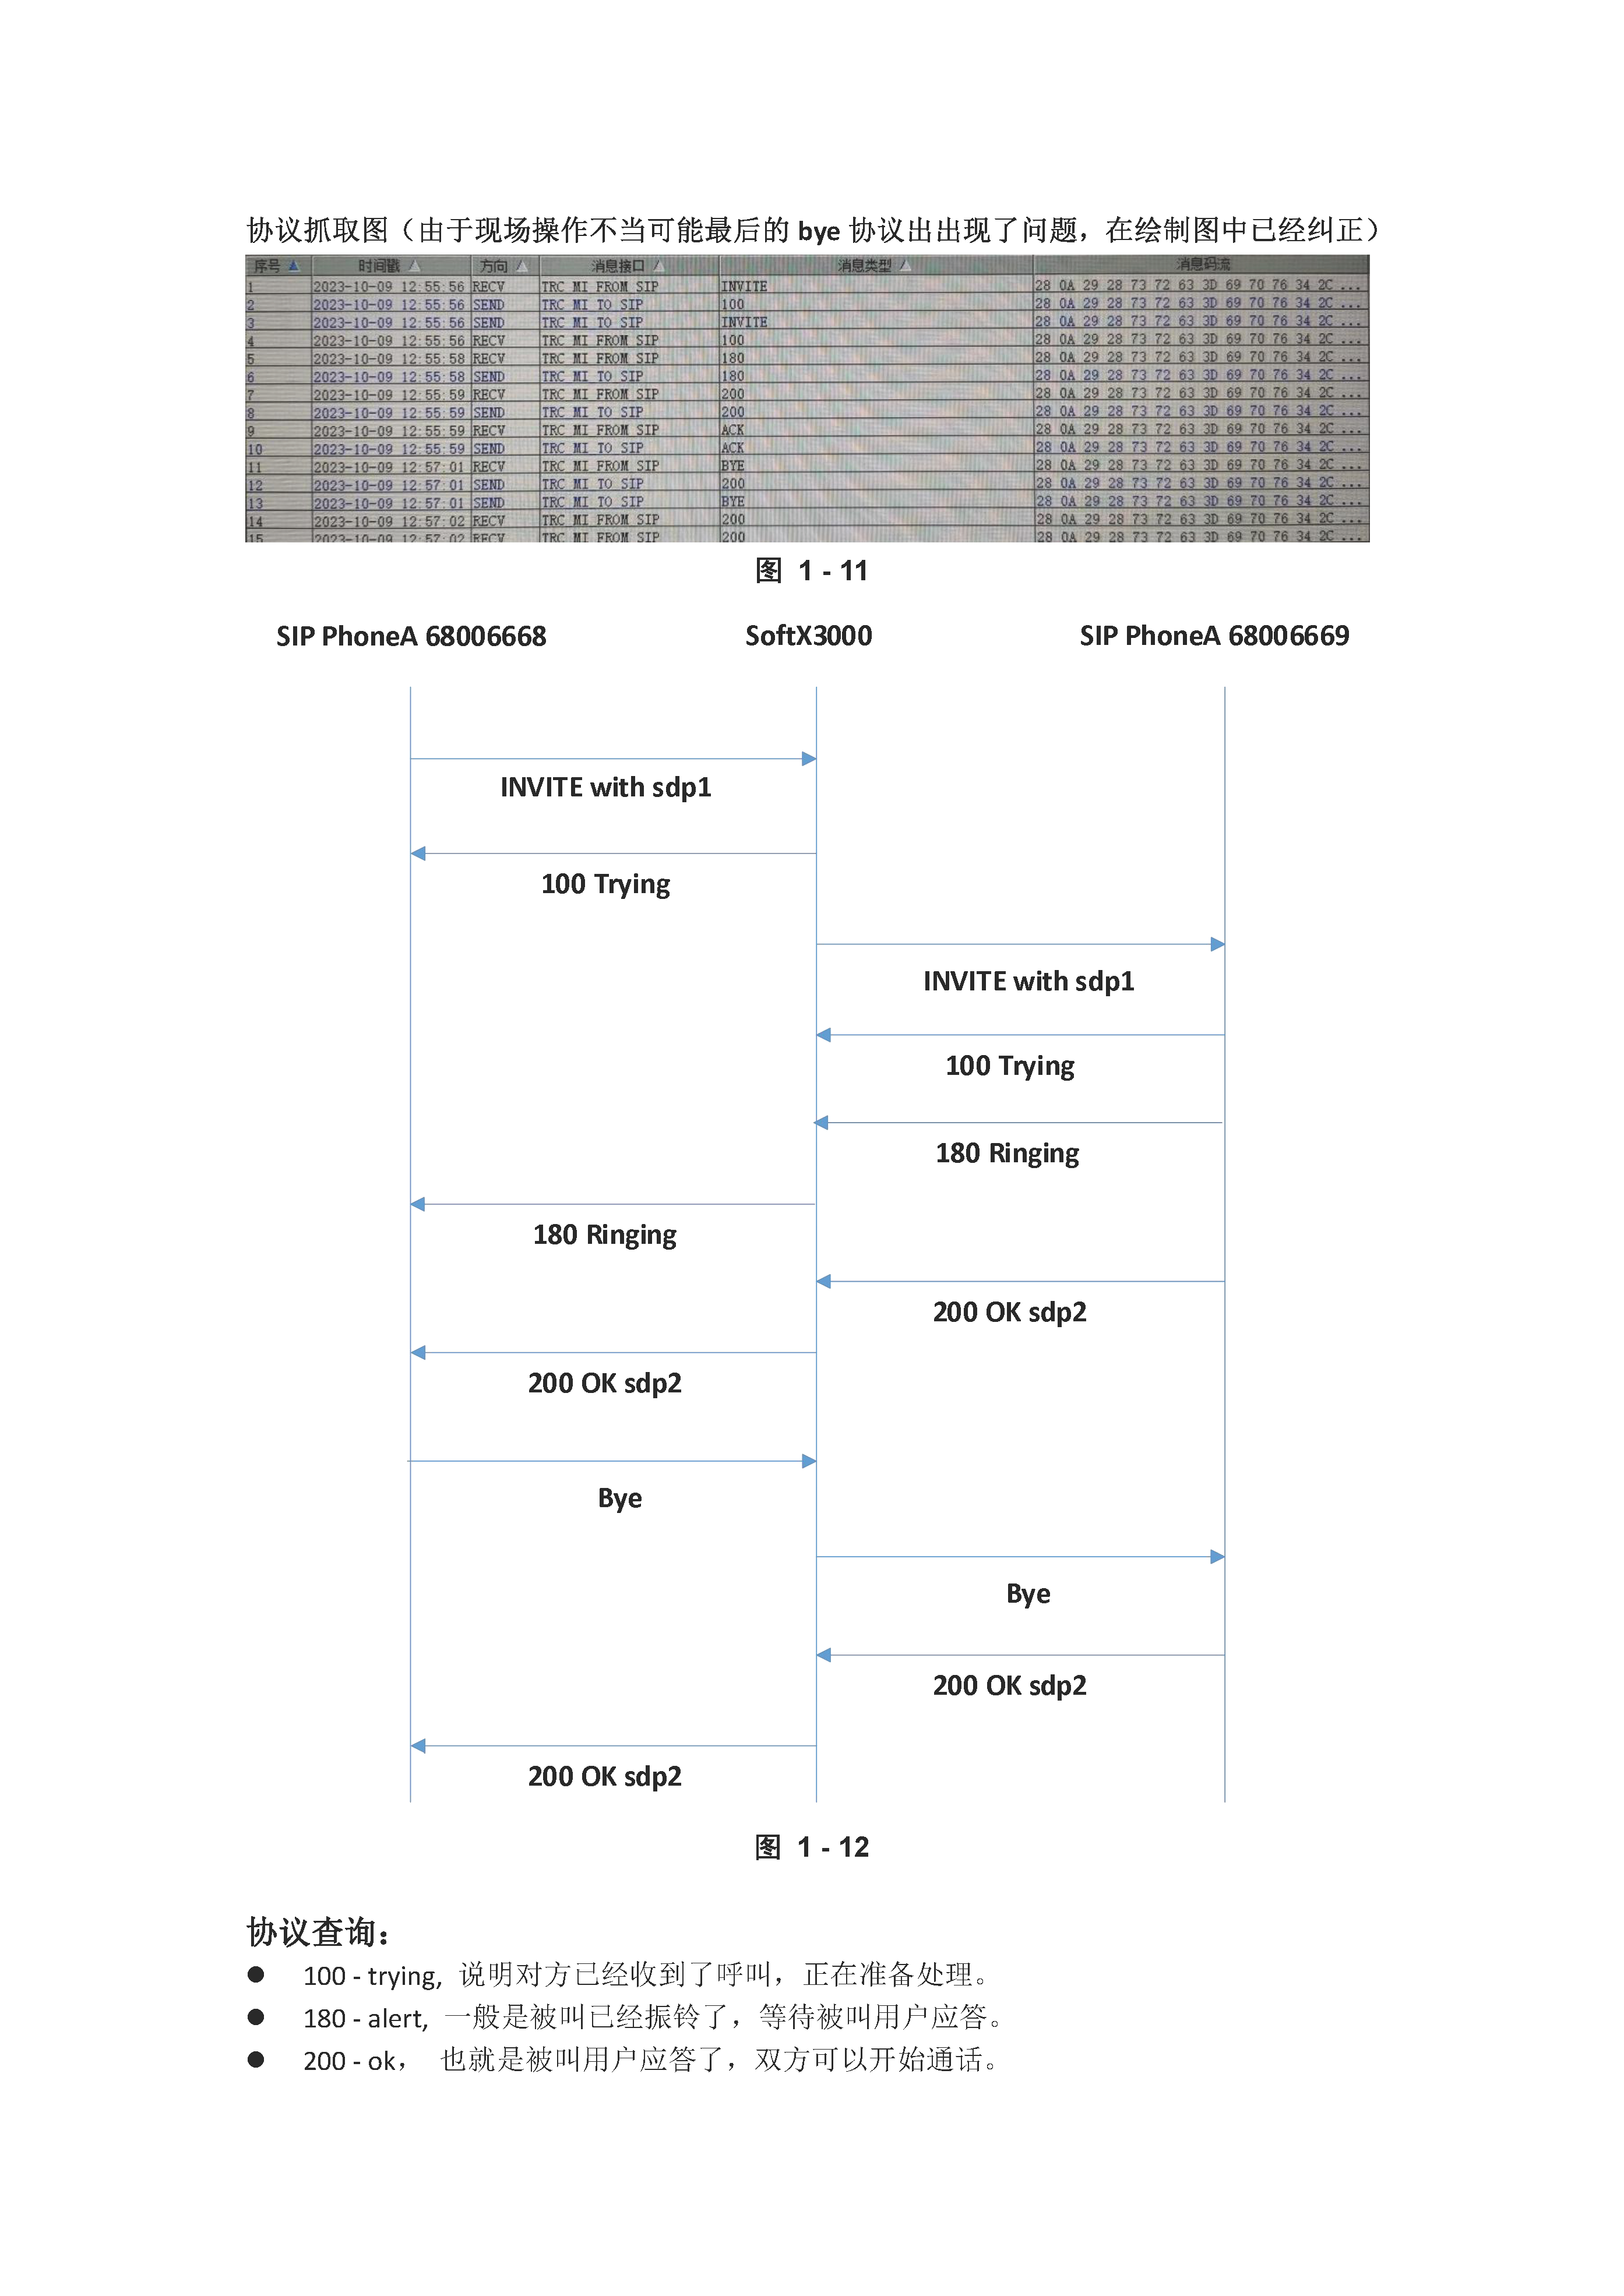 协议抓取图（由于现场操作不当可能最后的 bye 协议出出现了问题，在绘制图中已经纠正）
序号 时间戳 方向 消息接口 消息类型 消息码流
1 2023-10-09 12:55:56 RECV TRC MI FROM SIP INVITE 28 0A 29 28 73 72 63 3D 69 70 76 34 2C ...
2 2023-10-09 12:55:56 SEND TRC MI TO SIP 100 28 0A 29 28 73 72 63 3D 69 70 76 34 2C ...
3 2023-10-09 12:55:56 SEND TRC MI TO SIP INVITE 28 0A 29 28 73 72 63 3D 69 70 76 34 2C ...
4 2023-10-09 12:55:56 RECV TRC MI FROM SIP 100 28 0A 29 28 73 72 63 3D 69 70 76 34 2C ...
5 2023-10-09 12:55:58 RECV TRC MI FROM SIP 180 28 0A 29 28 73 72 63 3D 69 70 76 34 2C ...
6 2023-10-09 12:55:58 SEND TRC MI TO SIP 180 28 0A 29 28 73 72 63 3D 69 70 76 34 2C ...
7 2023-10-09 12:55:59 RECV TRC MI FROM SIP 200 28 0A 29 28 73 72 63 3D 69 70 76 34 2C ...
8 2023-10-09 12:55:59 SEND TRC MI TO SIP 200 28 0A 29 28 73 72 63 3D 69 70 76 34 2C ...
9 2023-10-09 12:55:59 RECV TRC MI FROM SIP ACK 28 0A 29 28 73 72 63 3D 69 70 76 34 2C ...
10 2023-10-09 12:55:59 SEND TRC MI TO SIP ACK 28 0A 29 28 73 72 63 3D 69 70 76 34 2C ...
11 2023-10-09 12:57:01 RECV TRC MI FROM SIP BYE 28 0A 29 28 73 72 63 3D 69 70 76 34 2C ...
12 2023-10-09 12:57:01 SEND TRC MI TO SIP 200 28 0A 29 28 73 72 63 3D 69 70 76 34 2C ...
13 2023-10-09 12:57:01 SEND TRC MI TO SIP BYE 28 0A 29 28 73 72 63 3D 69 70 76 34 2C ...
14 2023-10-09 12:57:02 RECV TRC MI FROM SIP 200 28 0A 29 28 73 72 63 3D 69 70 76 34 2C ...
15 2023-10-09 12:57:02 RECV TRC MI FROM SIP 200 28 0A 29 28 73 72 63 3D 69 70 76 34 2C ...
图 1 - 11
SIP PhoneA 68006668 SoftX3000 SIP PhoneA 68006669
INVITE with sdp1
100 Trying
INVITE with sdp1
100 Trying
180 Ringing
180 Ringing
200 OK sdp2
200 OK sdp2
Bye
Bye
200 OK sdp2
200 OK sdp2
图 1 - 12
协议查询：
● 100 - trying, 说明对方已经收到了呼叫，正在准备处理。
● 180 - alert, 一般是被叫已经振铃了，等待被叫用户应答。
● 200 - ok， 也就是被叫用户应答了，双方可以开始通话。